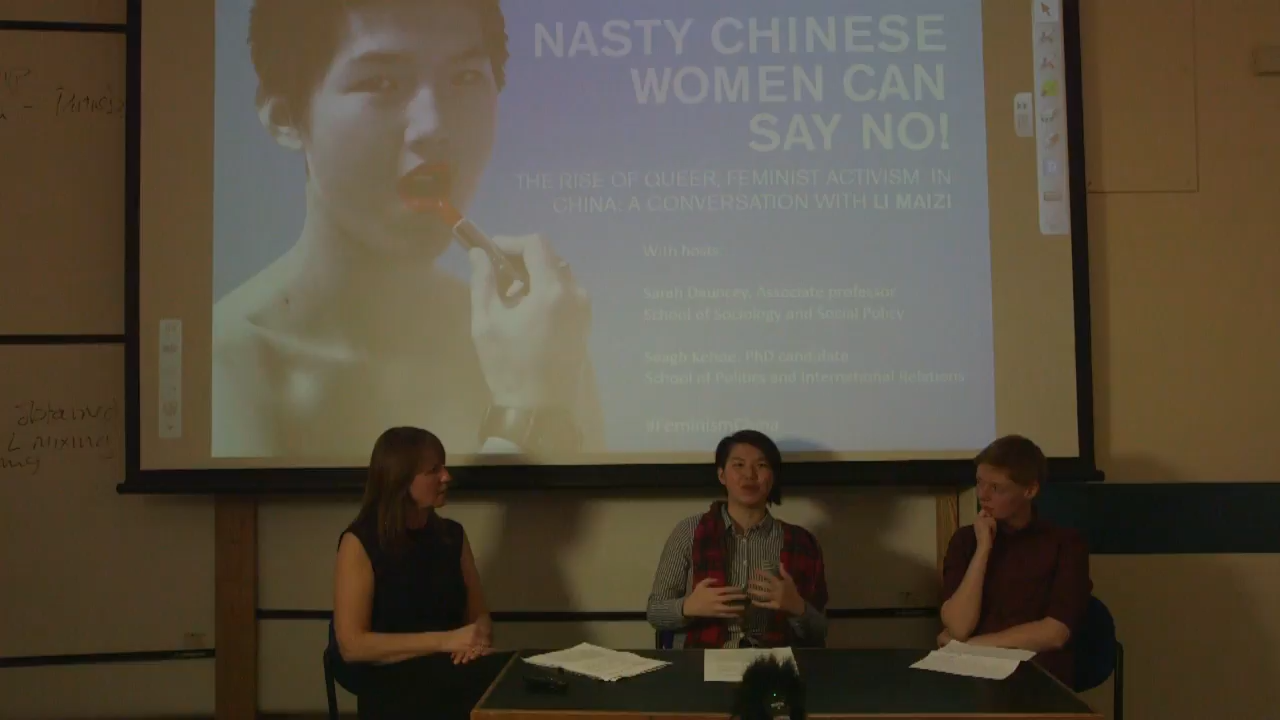 NASTY CHINESE
WOMEN CAN
SAY NO!
THE RISE OF QUEER, FEMINIST ACTIVISM IN
CHINA. A CONVERSATION WITH LI MAIZI
With hosts
Sarah Dauncey, Associate professor
School of Sociology and Social Policy
PhD candidate
School of Politics and International Relations